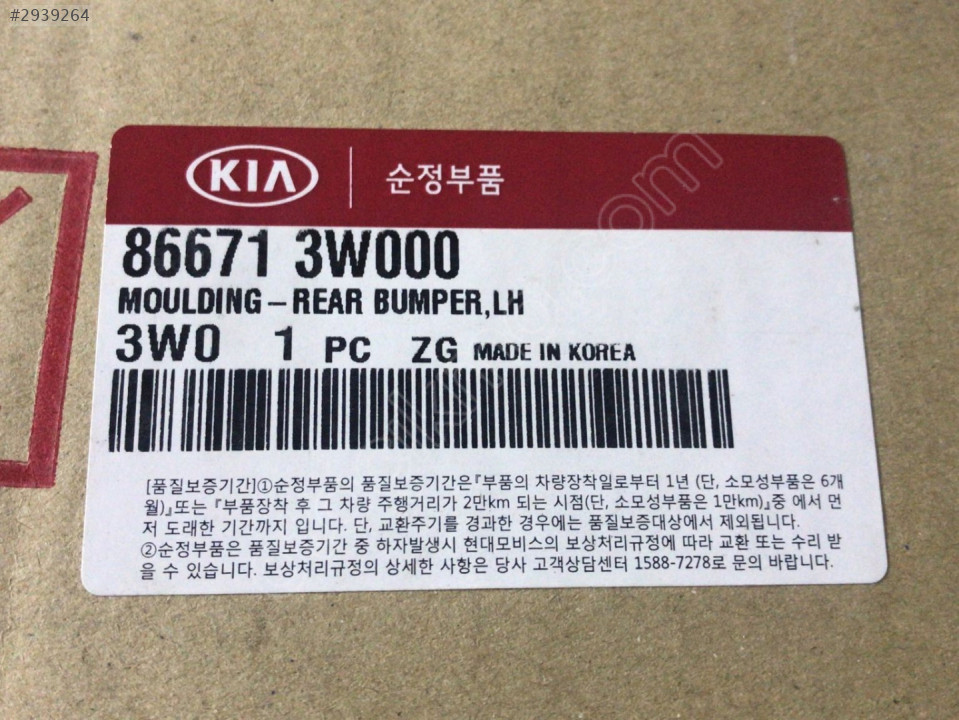 #2939264
KIA 순정부품
86671 3W000
MOULDING – REAR BUMPER,LH
3W0 1 PC ZG MADE IN KOREA
[품질보증기간]①순정부품의 품질보증기간은『부품의 차량장착일로부터 1년 (단, 소모성부품은 6개
월)』또는 『부품장착 후 그 차량 주행거리가 2만km 되는 시점(단, 소모성부품은 1만km)』중 에서 먼
저 도래한 기간까지 입니다. 단, 교환주기를 경과한 경우에는 품질보증대상에서 제외됩니다.
②순정부품은 품질보증기간 중 하자발생시 현대모비스의 보상처리규정에 따라 교환 또는 수리 받
을 수 있습니다. 보상처리규정의 상세한 사항은 당사 고객상담센터 1588-7278로 문의 바랍니다.